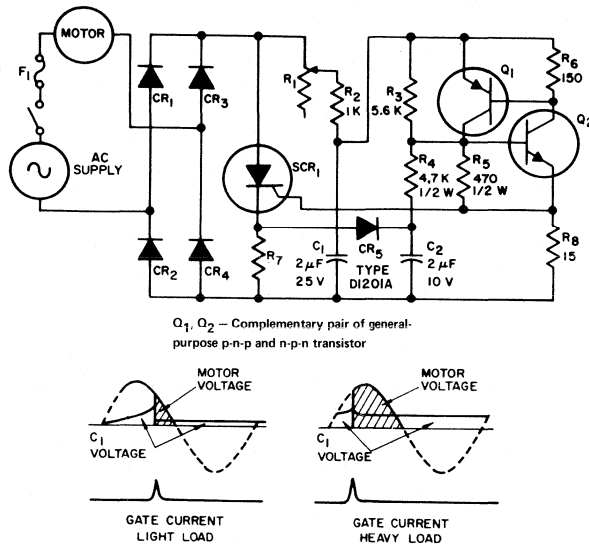 MOTOR
F1
AC
SUPPLY
CR1
CR3
CR2
CR4
R1
R2
1 K
SCR1
R7
C1
2 µF
25 V
CR5
TYPE
D1201A
R3
5.6 K
R4
4.7 K
1/2 W
R5
470
1/2 W
C2
2 µF
10 V
Q1
R6
150
Q2
R8
15
Q1, Q2 – Complementary pair of general-
purpose p-n-p and n-p-n transistor
MOTOR
VOLTAGE
C1
VOLTAGE
GATE CURRENT
LIGHT LOAD
MOTOR
VOLTAGE
C1
VOLTAGE
GATE CURRENT
HEAVY LOAD